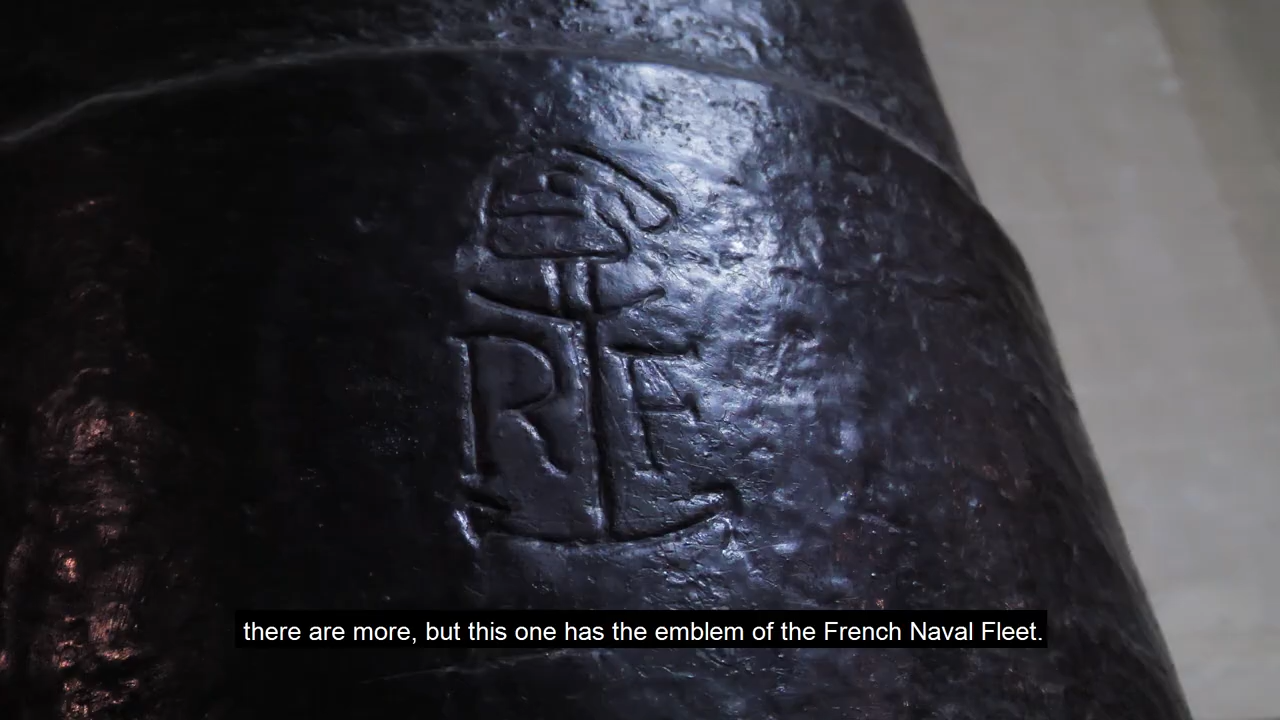 RF
there are more, but this one has the emblem of the French Naval Fleet.